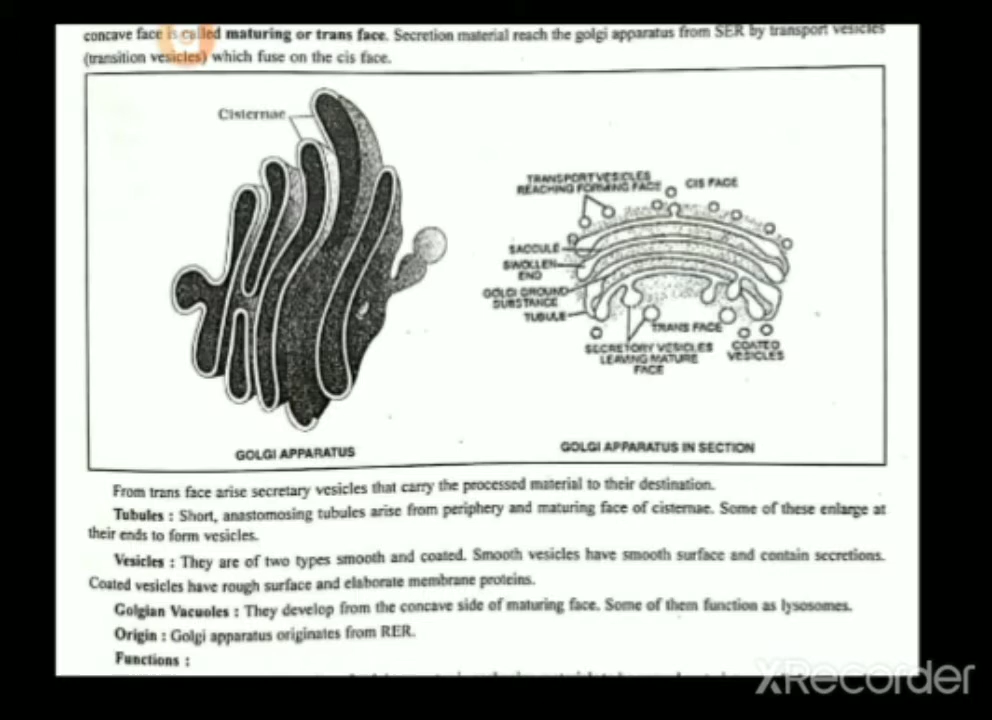 concave face is called maturing or trans face. Secretion material reach the golgi apparatus from SER by transport vesicles
(transition vesicles) which fuse on the cis face.
Cisternae
TRANSPORT VESICLES
REACHING FORMING FACE
CIS FACE
SACCULE
SWOLLEN
END
GOLGI GROUND
SUBSTANCE
TUBULE
TRANS FACE
SECRETORY VESICLES
LEAVING MATURE
FACE
COATED
VESICLES
GOLGI APPARATUS
GOLGI APPARATUS IN SECTION
From trans face arise secretary vesicles that carry the processed material to their destination.
Tubules : Short, anastomosing tubules arise from periphery and maturing face of cisternae. Some of these enlarge at
their ends to form vesicles.
Vesicles : They are of two types smooth and coated. Smooth vesicles have smooth surface and contain secretions.
Coated vesicles have rough surface and elaborate membrane proteins.
Golgian Vacuoles : They develop from the concave side of maturing face. Some of them function as lysosomes.
Origin : Golgi apparatus originates from RER.
Functions :
XRecorder